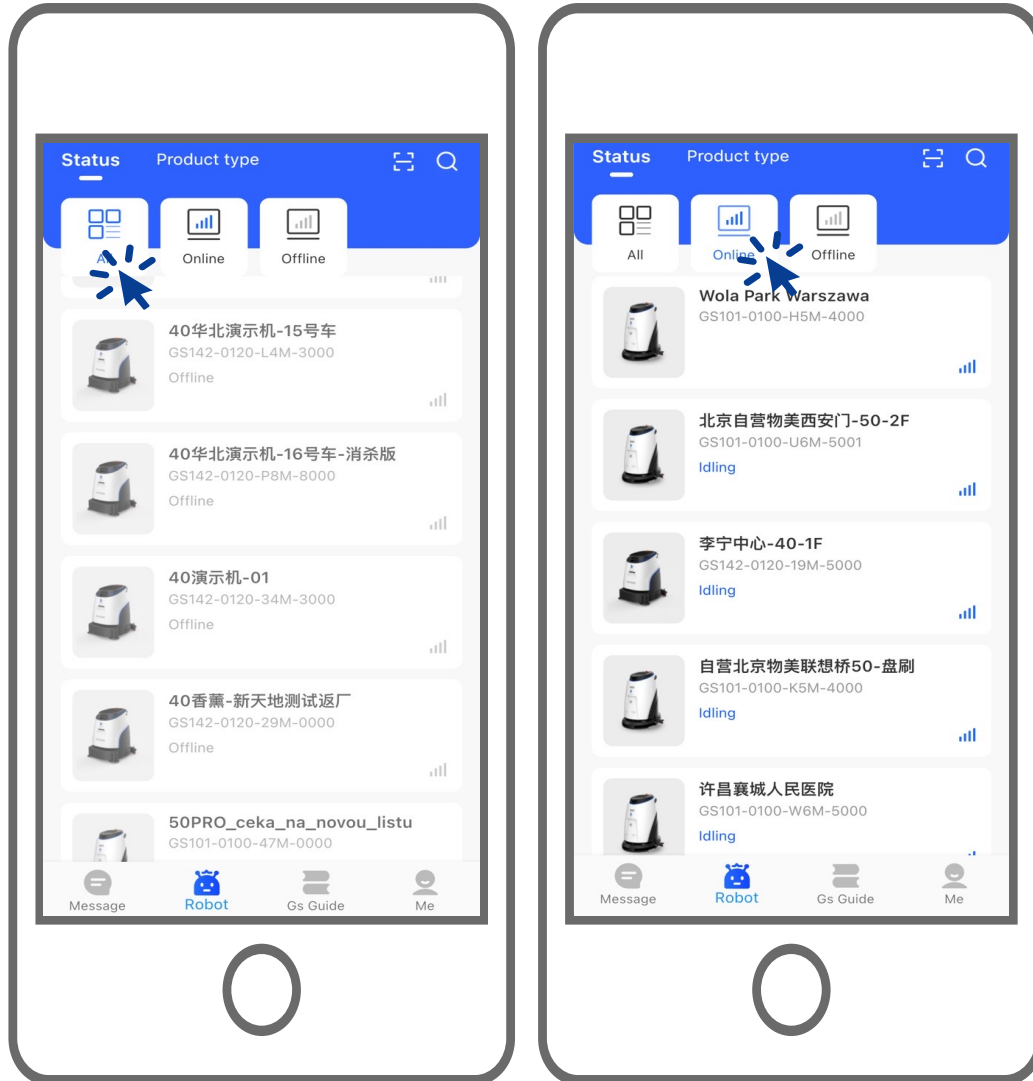 Status Product type
All Online Offline
40华北演示机-15号车
GS142-0120-L4M-3000
Offline
40华北演示机-16号车-消杀版
GS142-0120-P8M-8000
Offline
40演示机-01
GS142-0120-34M-3000
Offline
40香薰-新天地测试返厂
GS142-0120-29M-0000
Offline
50PRO_ceka_na_novou_listu
GS101-0100-47M-0000
Message Robot Gs Guide Me
Status Product type
All Online Offline
Wola Park Warszawa
GS101-0100-H5M-4000
北京自营物美西安门-50-2F
GS101-0100-U6M-5001
Idling
李宁中心-40-1F
GS142-0120-19M-5000
Idling
自营北京物美联想桥50-盘刷
GS101-0100-K5M-4000
Idling
许昌襄城人民医院
GS101-0100-W6M-5000
Idling
Message Robot Gs Guide Me